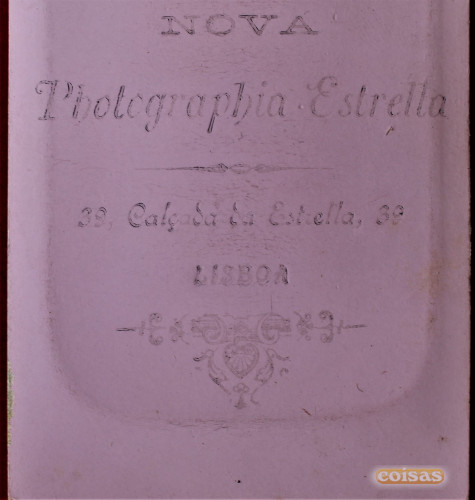 NOVA
Photographia Estrella
39, Calçada da Estrella, 39
LISBOA
coisas